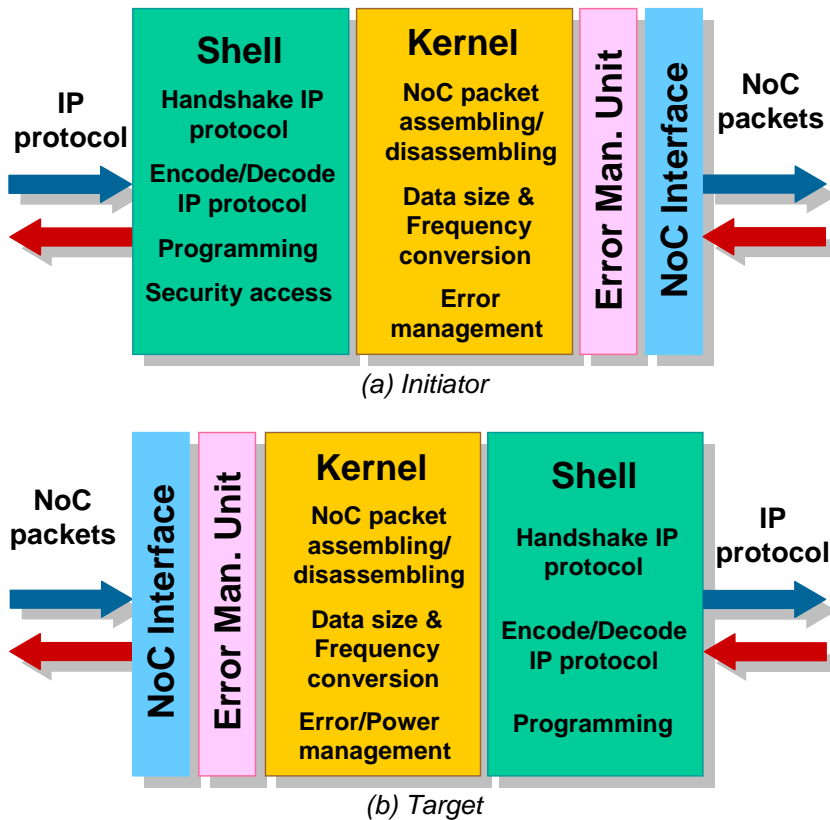 IP
protocol
Shell
Handshake IP
protocol
Encode/Decode
IP protocol
Programming
Security access
Kernel
NoC packet
assembling/
disassembling
Data size &
Frequency
conversion
Error
management
Error Man. Unit
NoC Interface
NoC
packets
(a) Initiator
NoC
packets
NoC Interface
Error Man. Unit
Kernel
NoC packet
assembling/
disassembling
Data size &
Frequency
conversion
Error/Power
management
Shell
Handshake IP
protocol
Encode/Decode
IP protocol
Programming
IP
protocol
(b) Target